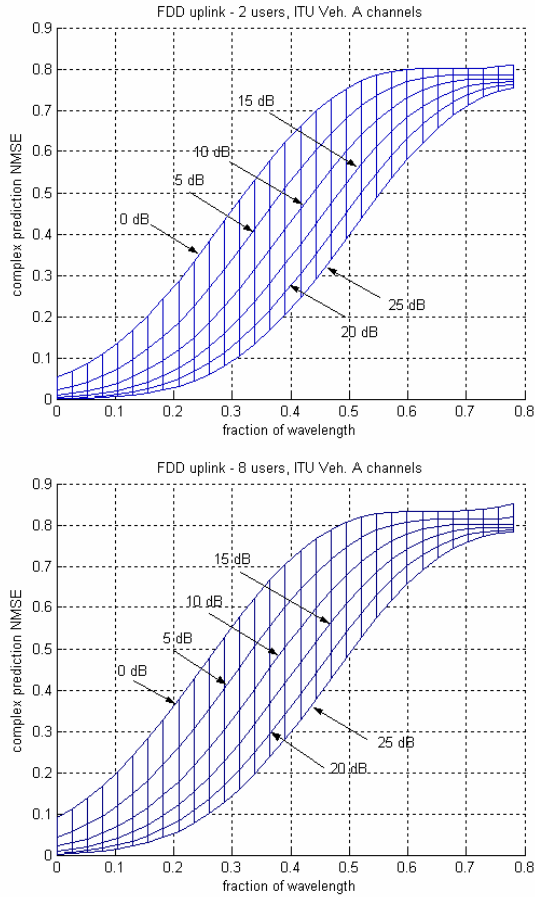 FDD uplink - 2 users, ITU Veh. A channels
0.9
0.8
0.7
0.6
0.5
0.4
0.3
0.2
0.1
0
complex prediction NMSE
15 dB
10 dB
5 dB
0 dB
25 dB
20 dB
0 0.1 0.2 0.3 0.4 0.5 0.6 0.7 0.8
fraction of wavelength
FDD uplink - 8 users, ITU Veh. A channels
0.9
0.8
0.7
0.6
0.5
0.4
0.3
0.2
0.1
0
complex prediction NMSE
15 dB
10 dB
5 dB
0 dB
25 dB
20 dB
0 0.1 0.2 0.3 0.4 0.5 0.6 0.7 0.8
fraction of wavelength